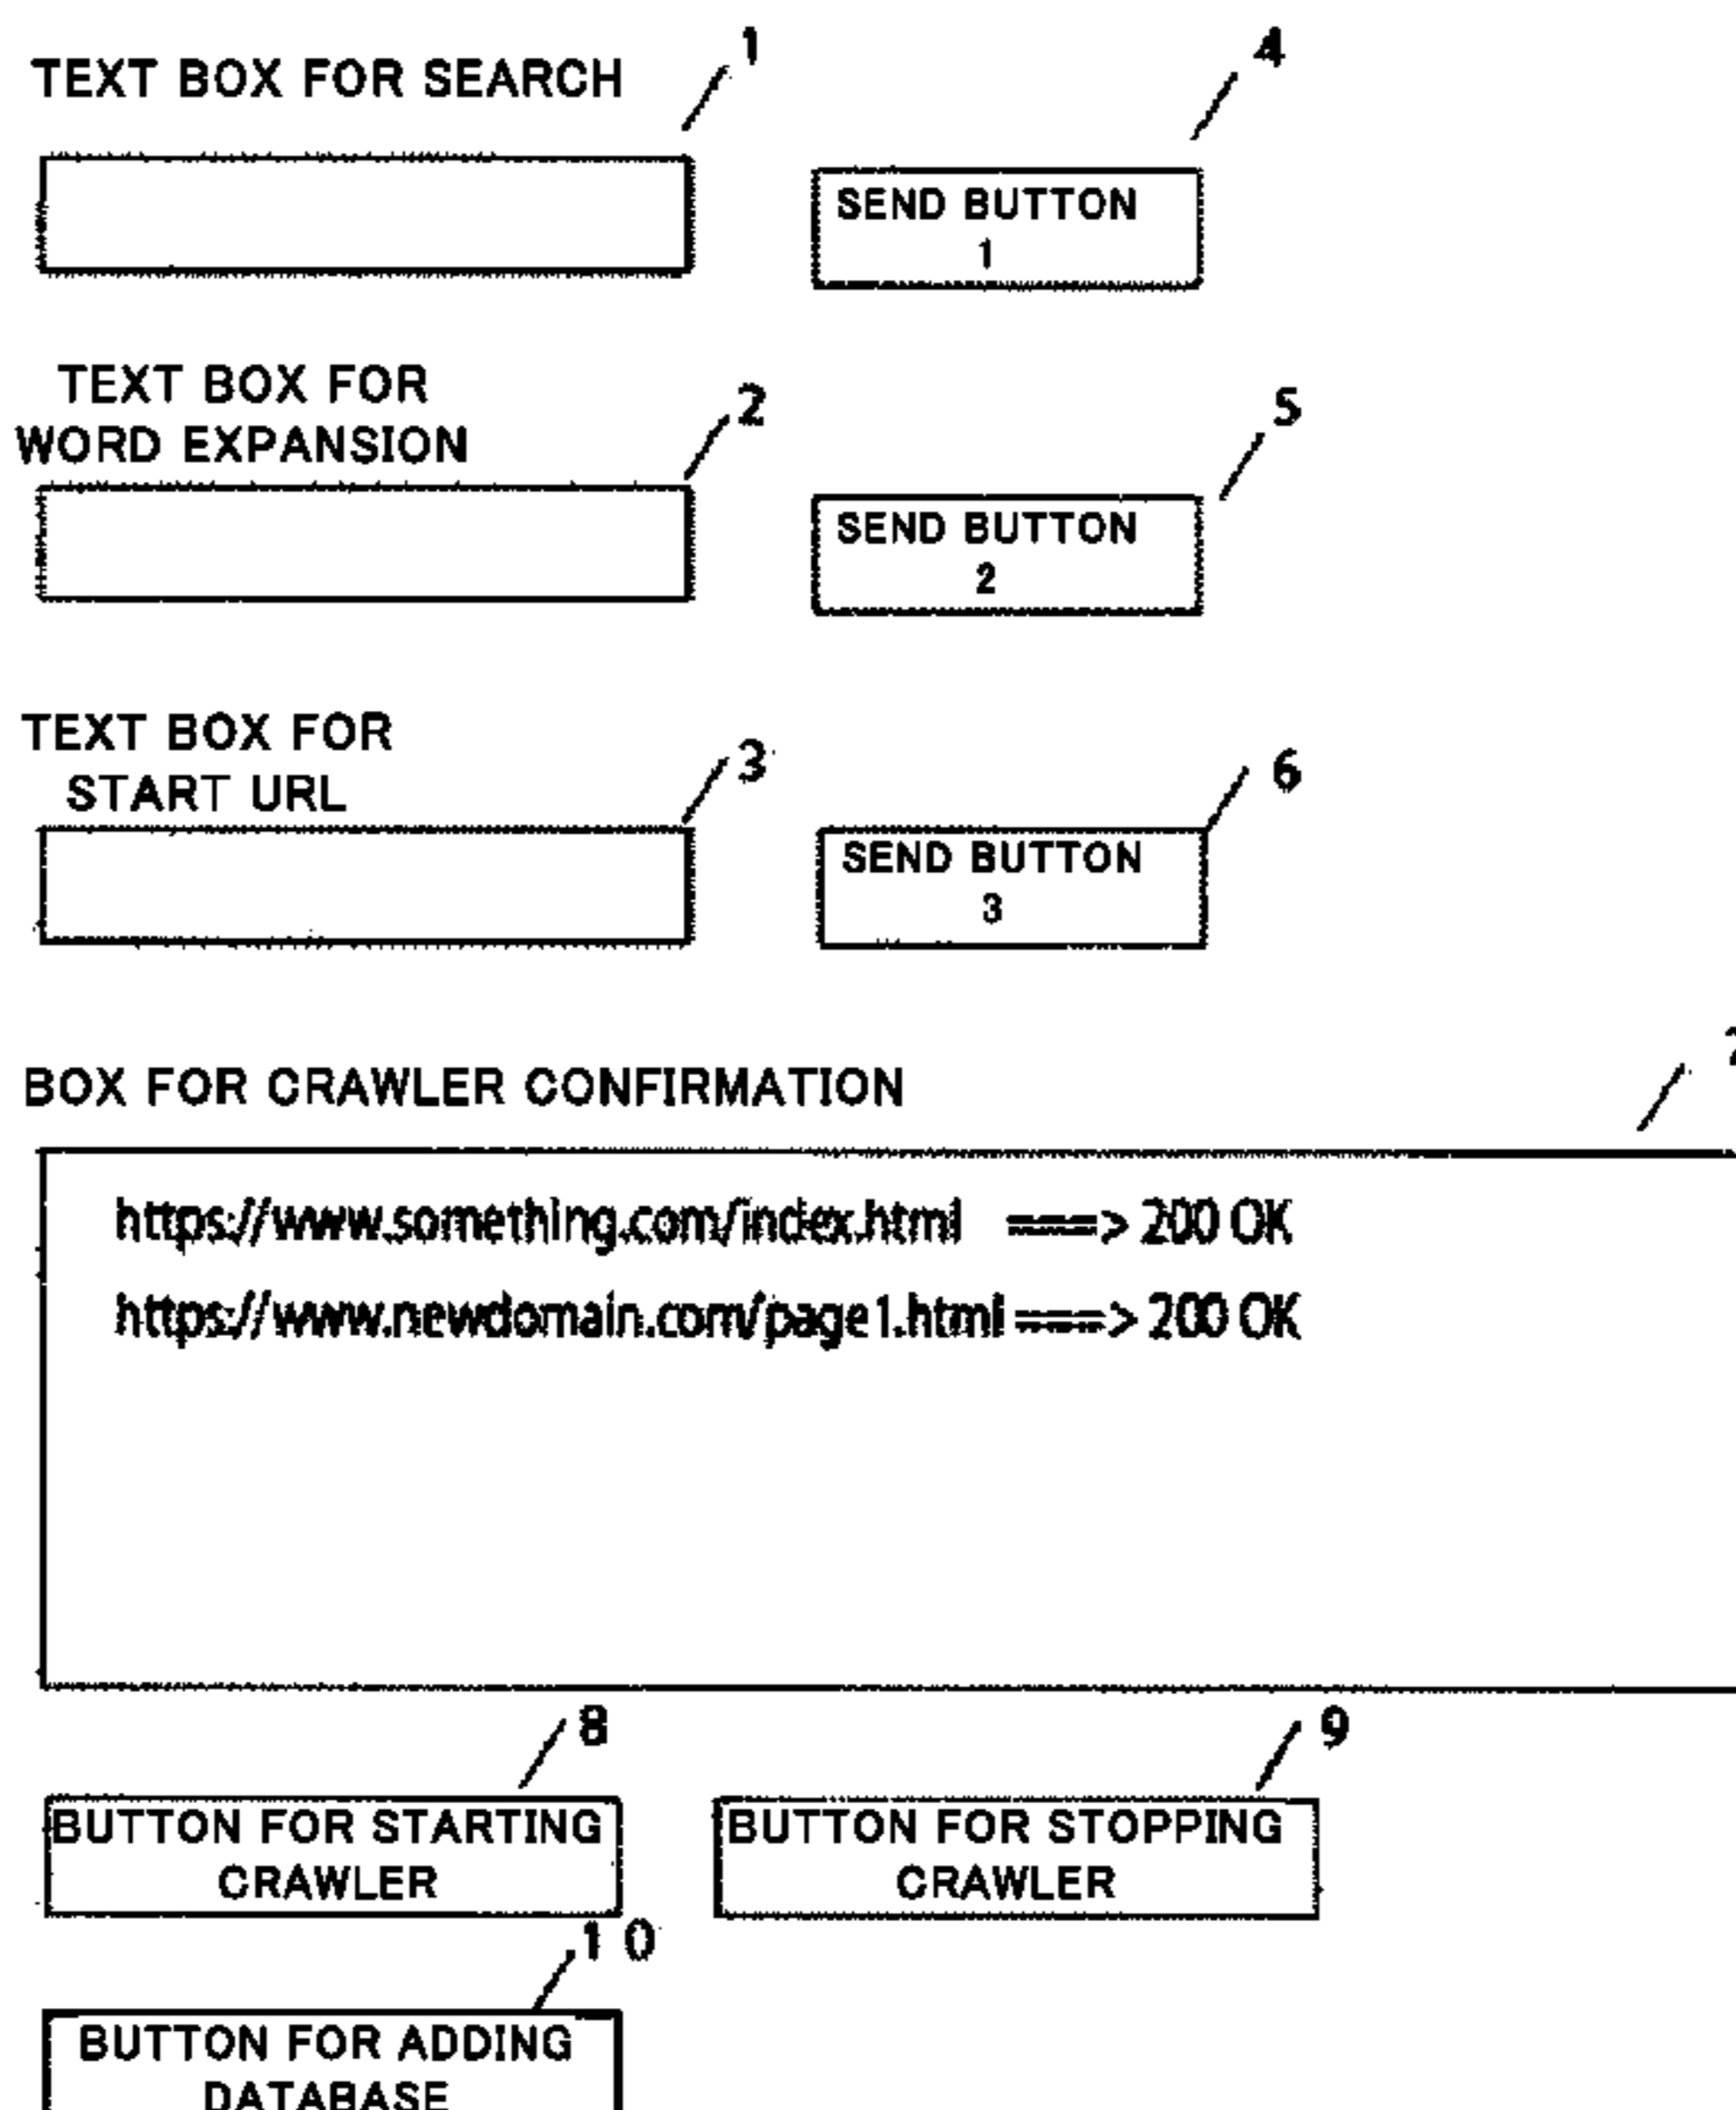 1
4
TEXT BOX FOR SEARCH
SEND BUTTON
1
TEXT BOX FOR
WORD EXPANSION
2
5
SEND BUTTON
2
TEXT BOX FOR
START URL
3
6
SEND BUTTON
3
BOX FOR CRAWLER CONFIRMATION
https://www.something.com/index.html ===> 200 OK
https://www.newdomain.com/page1.html ===> 200 OK
8
9
BUTTON FOR STARTING
CRAWLER
BUTTON FOR STOPPING
CRAWLER
10
BUTTON FOR ADDING
DATABASE